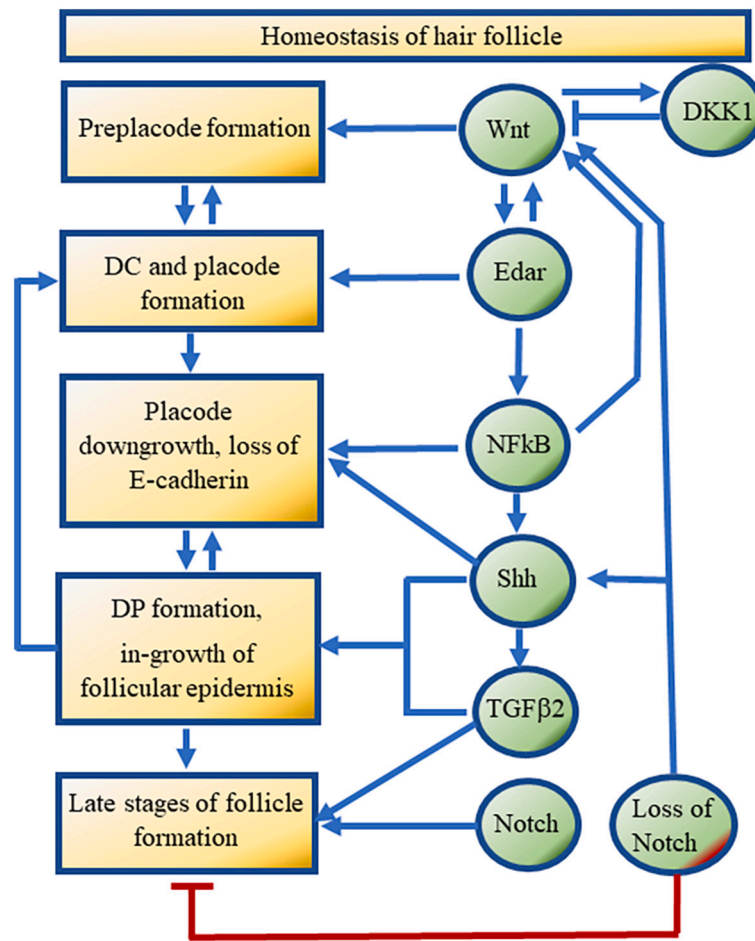 Homeostasis of hair follicle
Preplacode formation
Wnt
DKK1
DC and placode
formation
Edar
Placode
downgrowth, loss of
E-cadherin
NFkB
DP formation,
in-growth of
follicular epidermis
Shh
TGFβ2
Late stages of follicle
formation
Notch
Loss of
Notch